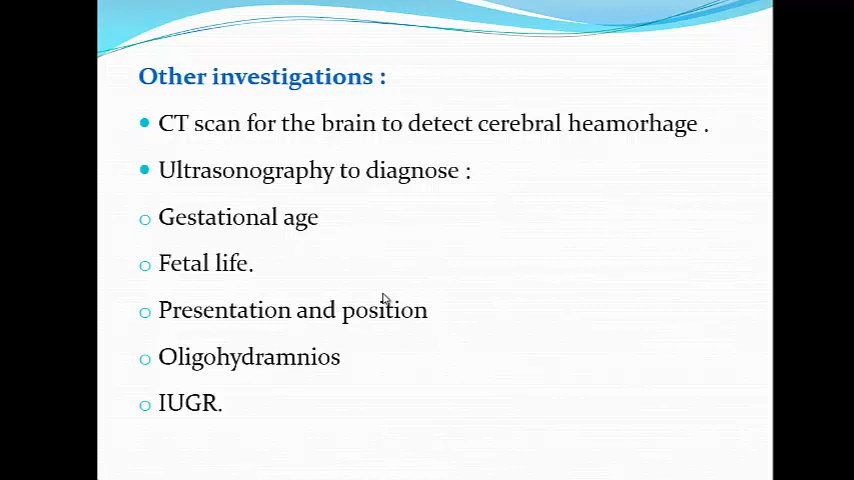 Other investigations :
• CT scan for the brain to detect cerebral heamorhage .
• Ultrasonography to diagnose :
o Gestational age
o Fetal life.
o Presentation and position
o Oligohydramnios
o IUGR.